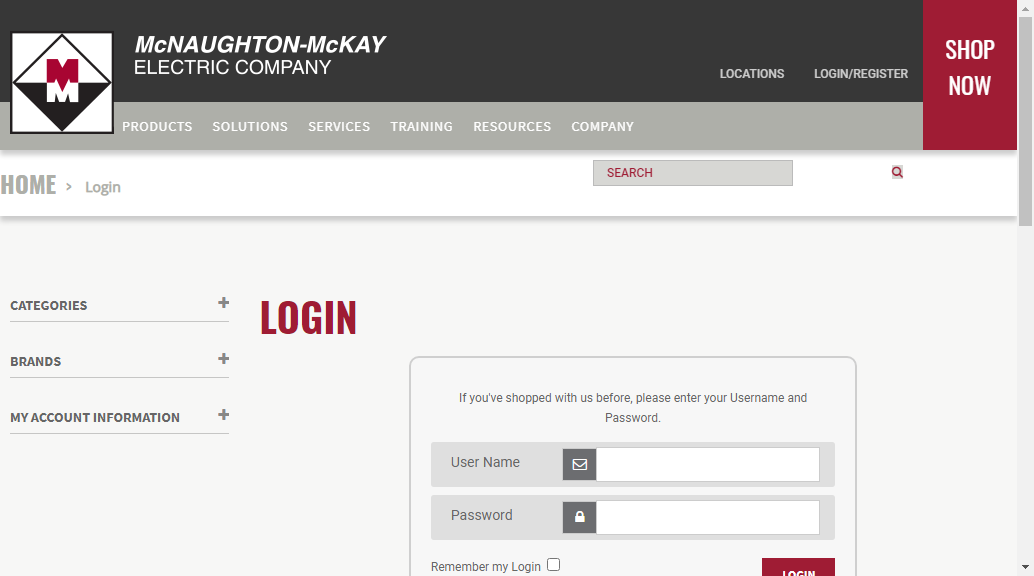 McNAUGHTON-McKAY
ELECTRIC COMPANY
MM
LOCATIONS
LOGIN/REGISTER
SHOP
NOW
PRODUCTS SOLUTIONS SERVICES TRAINING RESOURCES COMPANY
HOME > Login
SEARCH
CATEGORIES +
BRANDS +
MY ACCOUNT INFORMATION +
LOGIN
If you've shopped with us before, please enter your Username and
Password.
User Name
Password
Remember my Login
LOGIN